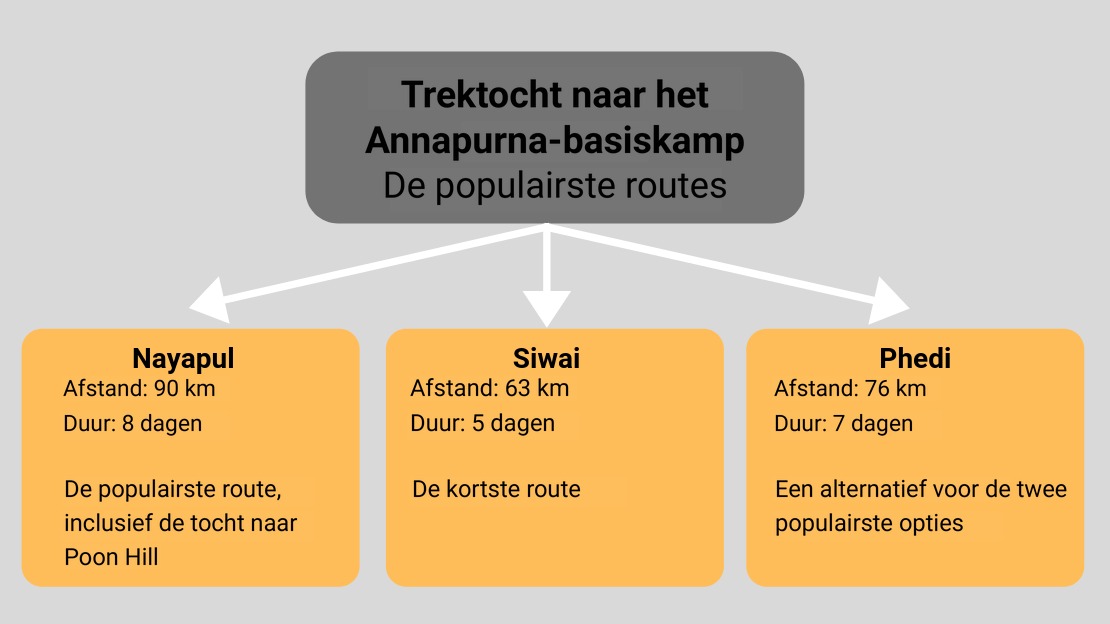 Trektocht naar het
Annapurna-basiskamp
De populairste routes
Nayapul
Afstand: 90 km
Duur: 8 dagen
De populairste route,
inclusief de tocht naar
Poon Hill
Siwai
Afstand: 63 km
Duur: 5 dagen
De kortste route
Phedi
Afstand: 76 km
Duur: 7 dagen
Een alternatief voor de twee
populairste opties